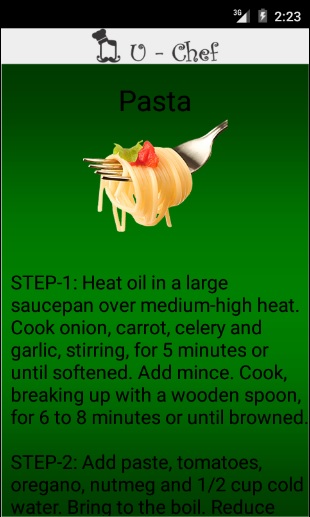 3G 2:23
U - Chef
Pasta
STEP-1: Heat oil in a large
saucepan over medium-high heat.
Cook onion, carrot, celery and
garlic, stirring, for 5 minutes or
until softened. Add mince. Cook,
breaking up with a wooden spoon,
for 6 to 8 minutes or until browned.
STEP-2: Add paste, tomatoes,
oregano, nutmeg and 1/2 cup cold
water. Bring to the boil. Reduce